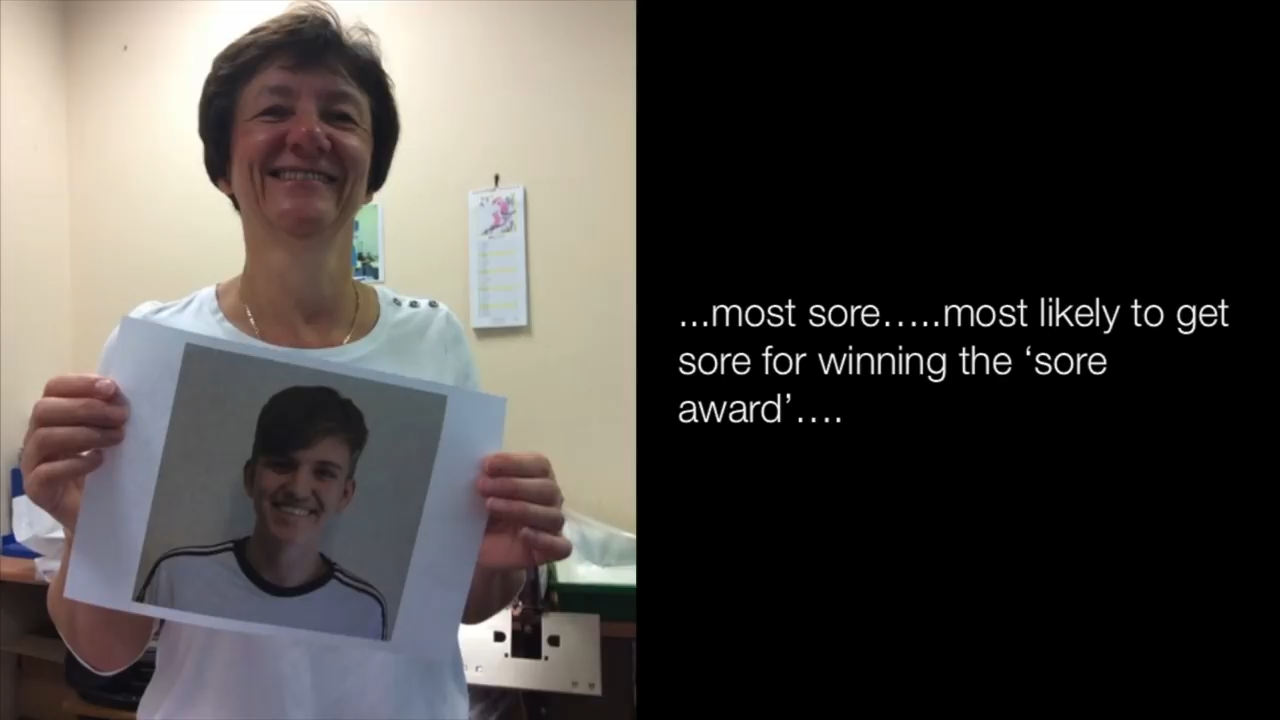 ...most sore…..most likely to get
sore for winning the ‘sore
award’….